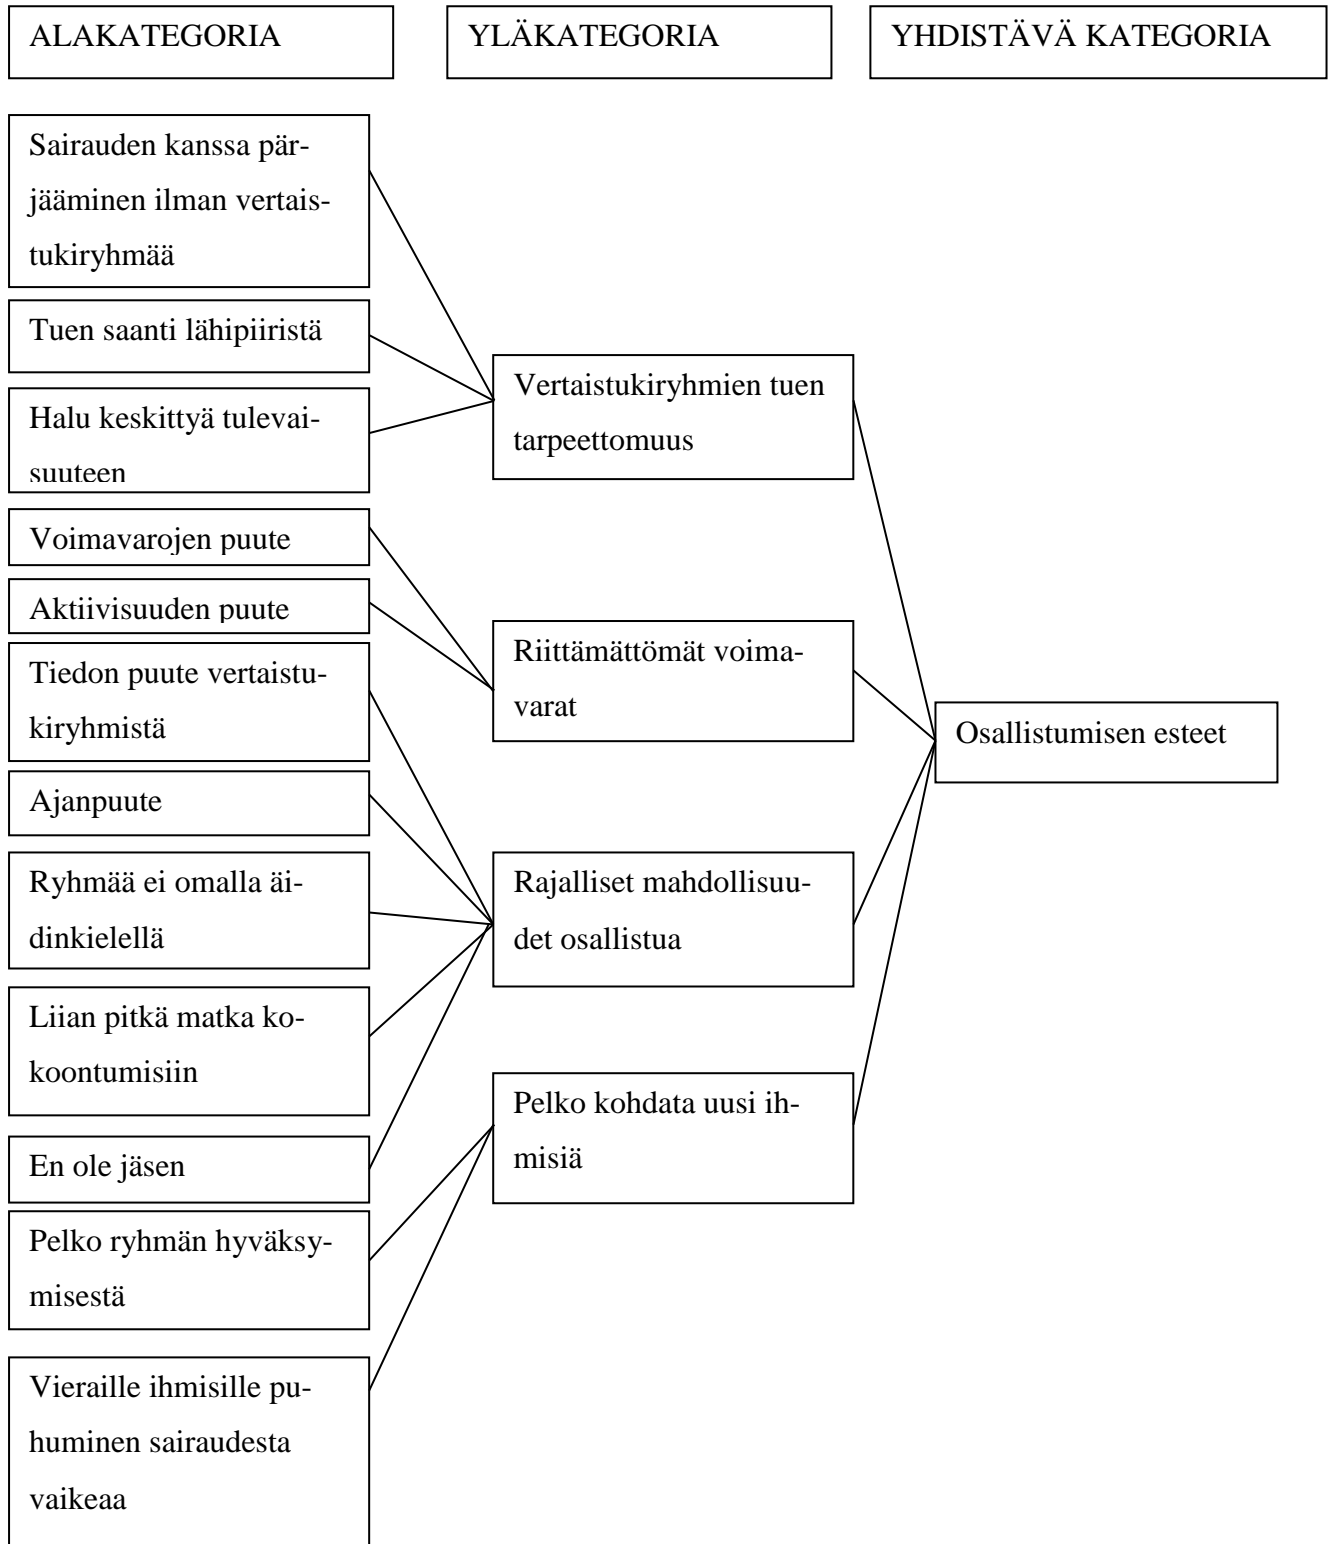 ALAKATEGORIA
YLÄKATEGORIA
YHDISTÄVÄ KATEGORIA
Sairauden kanssa pär-
jääminen ilman vertais-
tukiryhmää
Tuen saanti lähipiiristä
Halu keskittyä tulevai-
suuteen
Voimavarojen puute
Aktiivisuuden puute
Tiedon puute vertaistu-
kiryhmistä
Ajanpuute
Ryhmää ei omalla äi-
dinkielellä
Liian pitkä matka ko-
koontumisiin
En ole jäsen
Pelko ryhmän hyväksy-
misestä
Vieraille ihmisille pu-
huminen sairaudesta
vaikeaa
Vertaistukiryhmien tuen
tarpeettomuus
Riittämättömät voima-
varat
Rajalliset mahdollisuu-
det osallistua
Pelko kohdata uusi ih-
misiä
Osallistumisen esteet